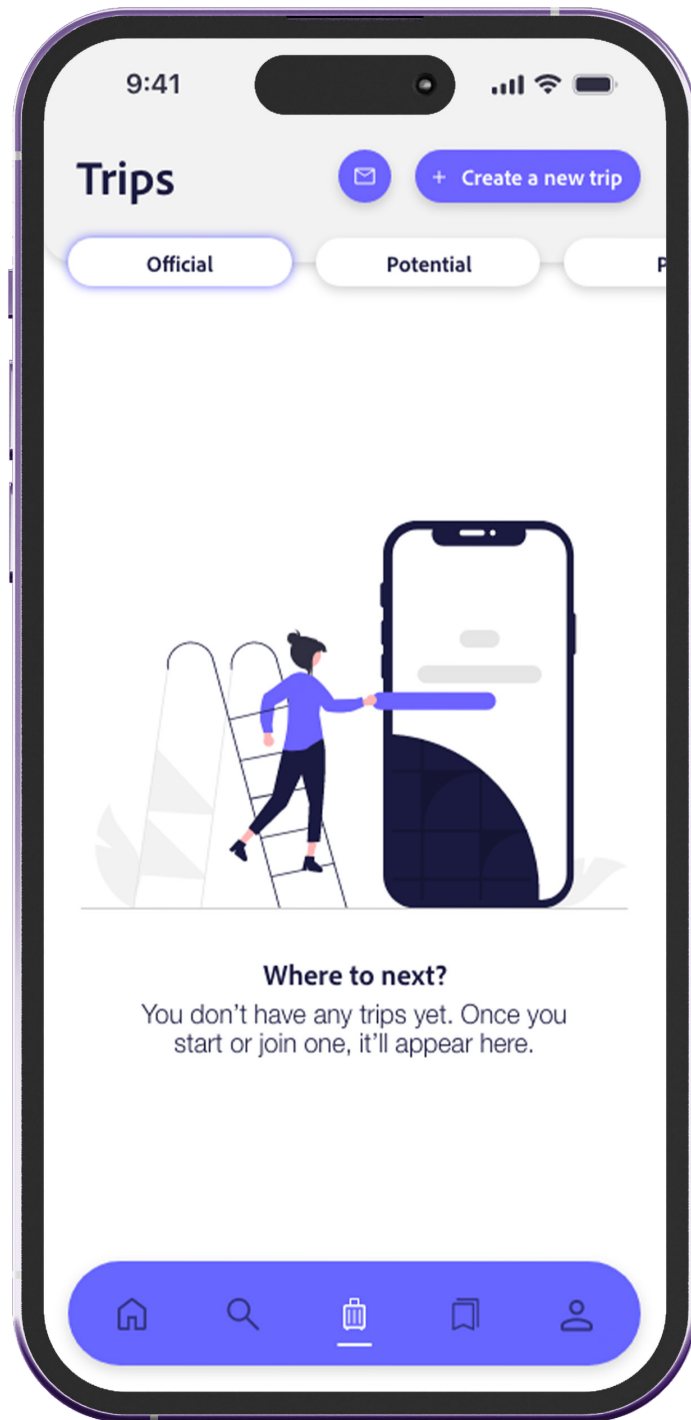 9:41
Trips
+ Create a new trip
Official
Potential
P
Where to next?
You don’t have any trips yet. Once you
start or join one, it’ll appear here.